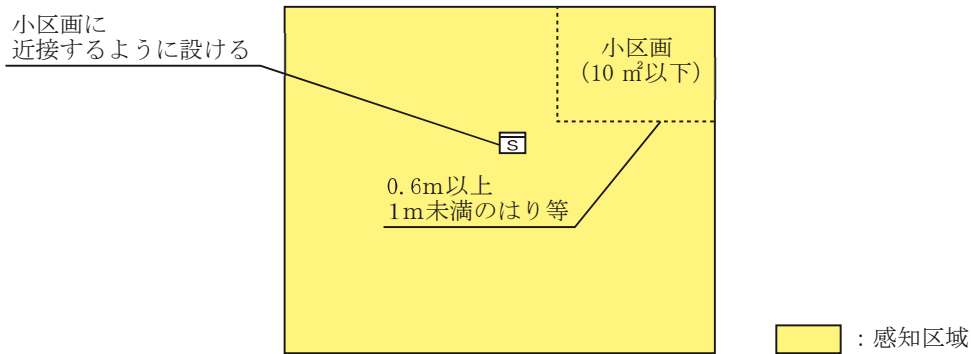 小区画に
近接するように設ける
小区画
（10 ㎡以下）
S
0.6m以上
1m未満のはり等
：感知区域